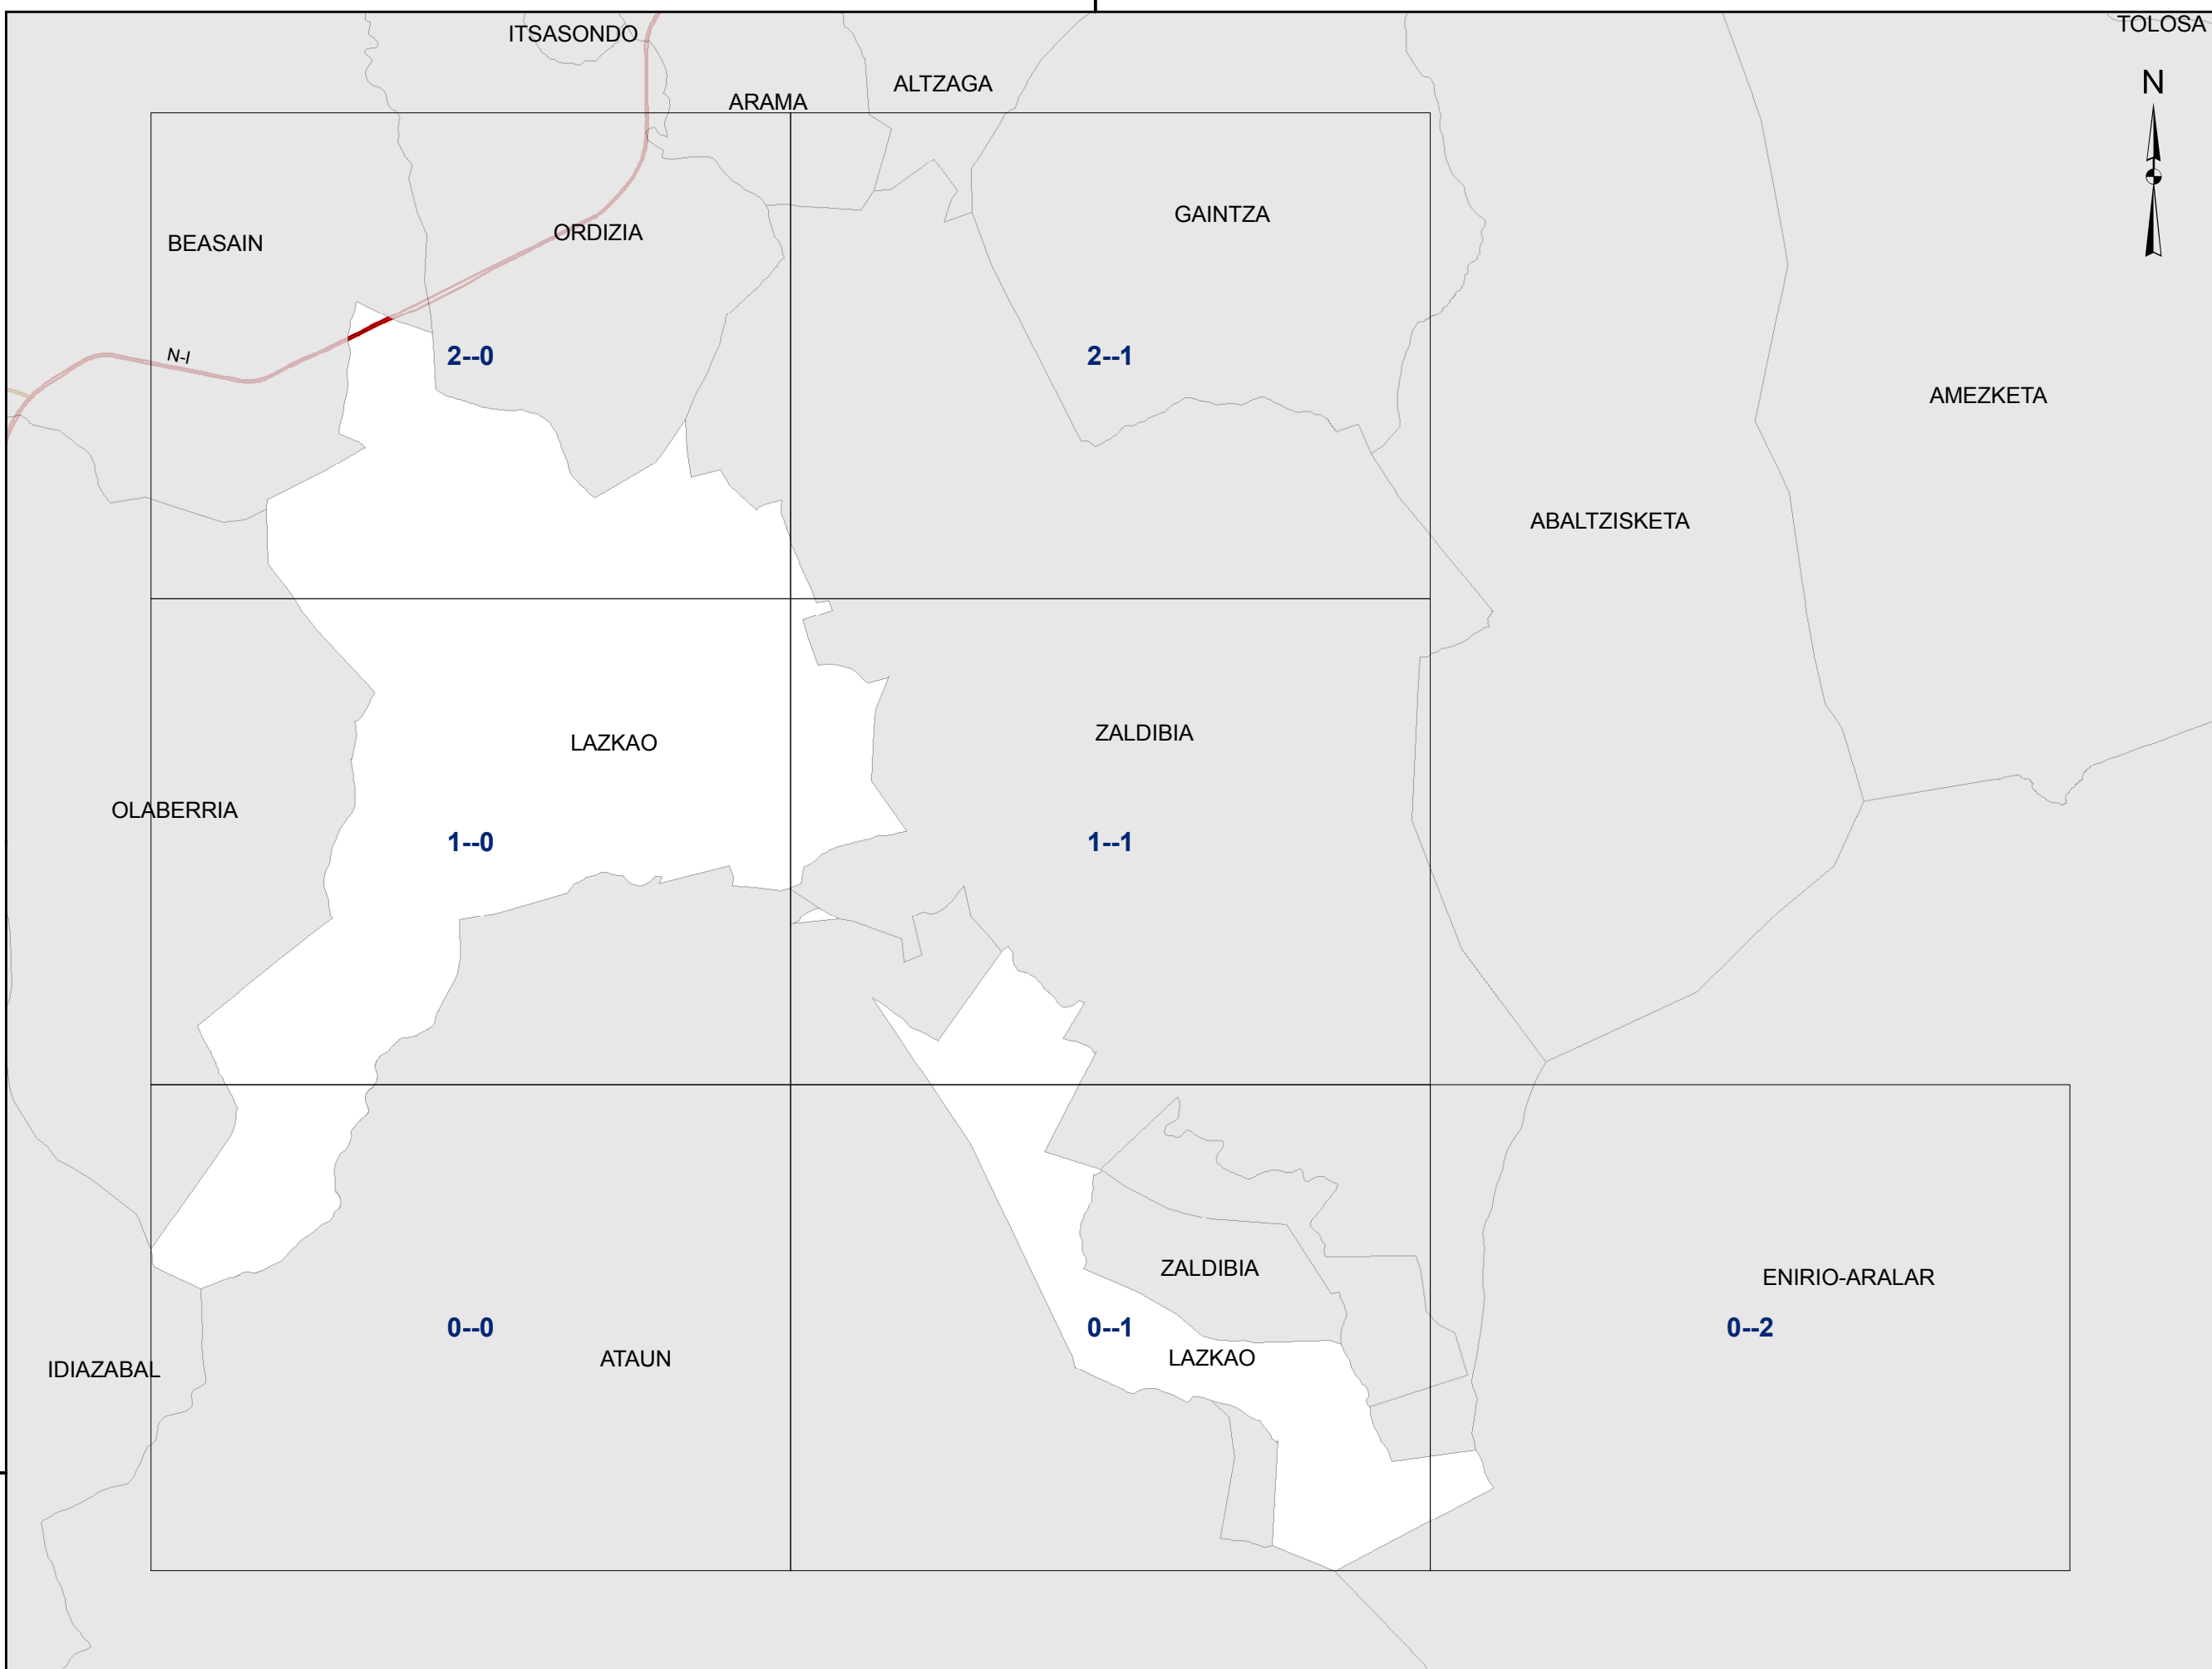 TOLOSA
ITSASONDO
ALTZAGA
N
ARAMA
GAINTZA
ORDIZIA
BEASAIN
N-I
2--0
2--1
AMEZKETA
ABALTZISKETA
ZALDIBIA
LAZKAO
OLABERRIA
1--0
1--1
ZALDIBIA
ENIRIO-ARALAR
0--0
0--1
0--2
LAZKAO
ATAUN
IDIAZABAL